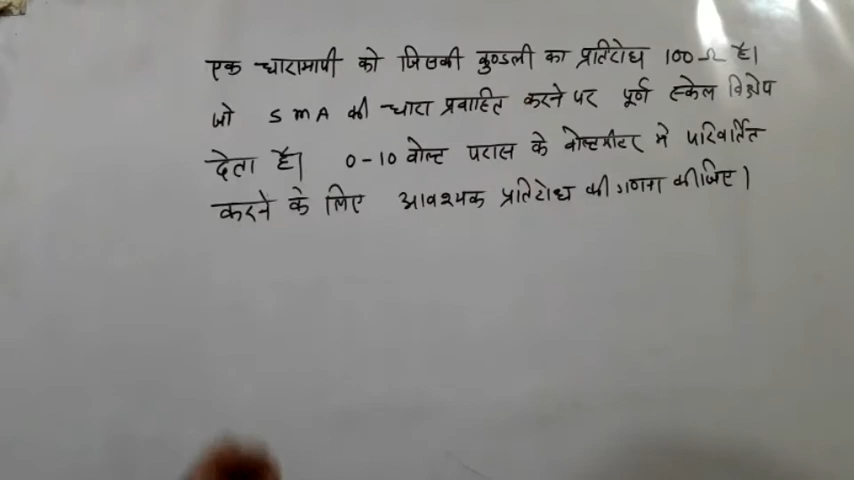 एक धारामापी को जिसकी कुण्डली का प्रतिरोध 100 Ω है।
जो 5 mA की धारा प्रवाहित करने पर पूर्ण स्केल विक्षेप
देता है। 0-10 वोल्ट परास के वोल्टमीटर मे परिवर्तित
करने के लिए आवश्यक प्रतिरोध की गणना कीजिए।